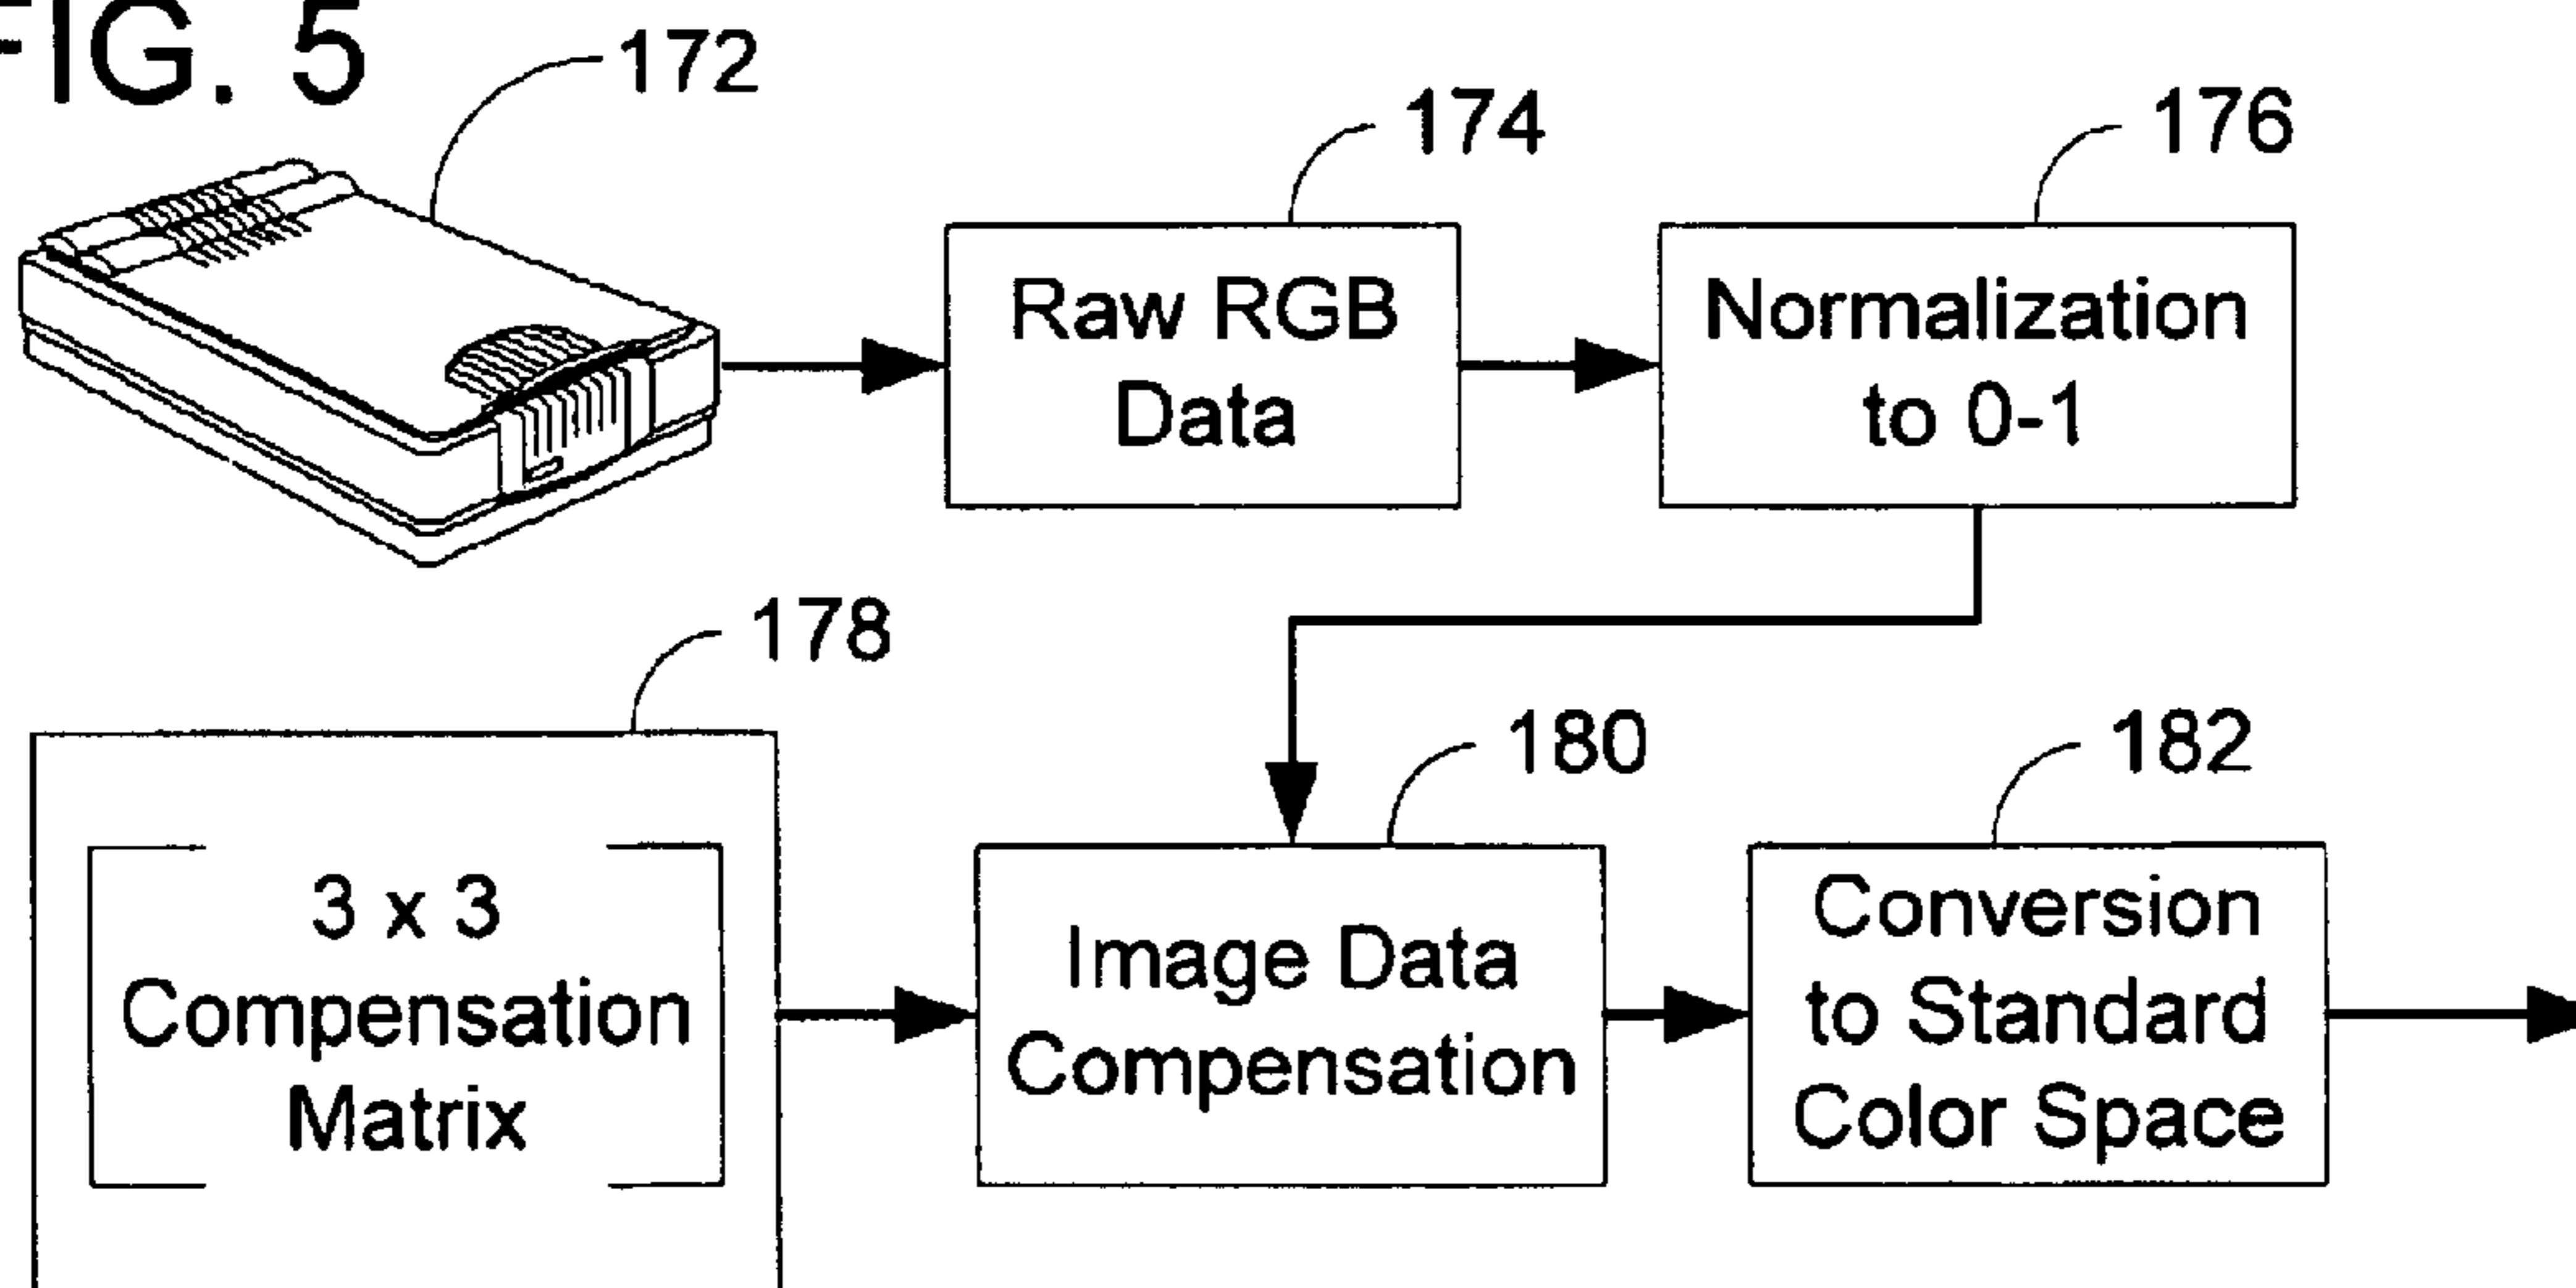 FIG. 5
172
174
176
Raw RGB
Data
Normalization
to 0-1
178
180
182
3 x 3
Compensation
Matrix
Image Data
Compensation
Conversion
to Standard
Color Space